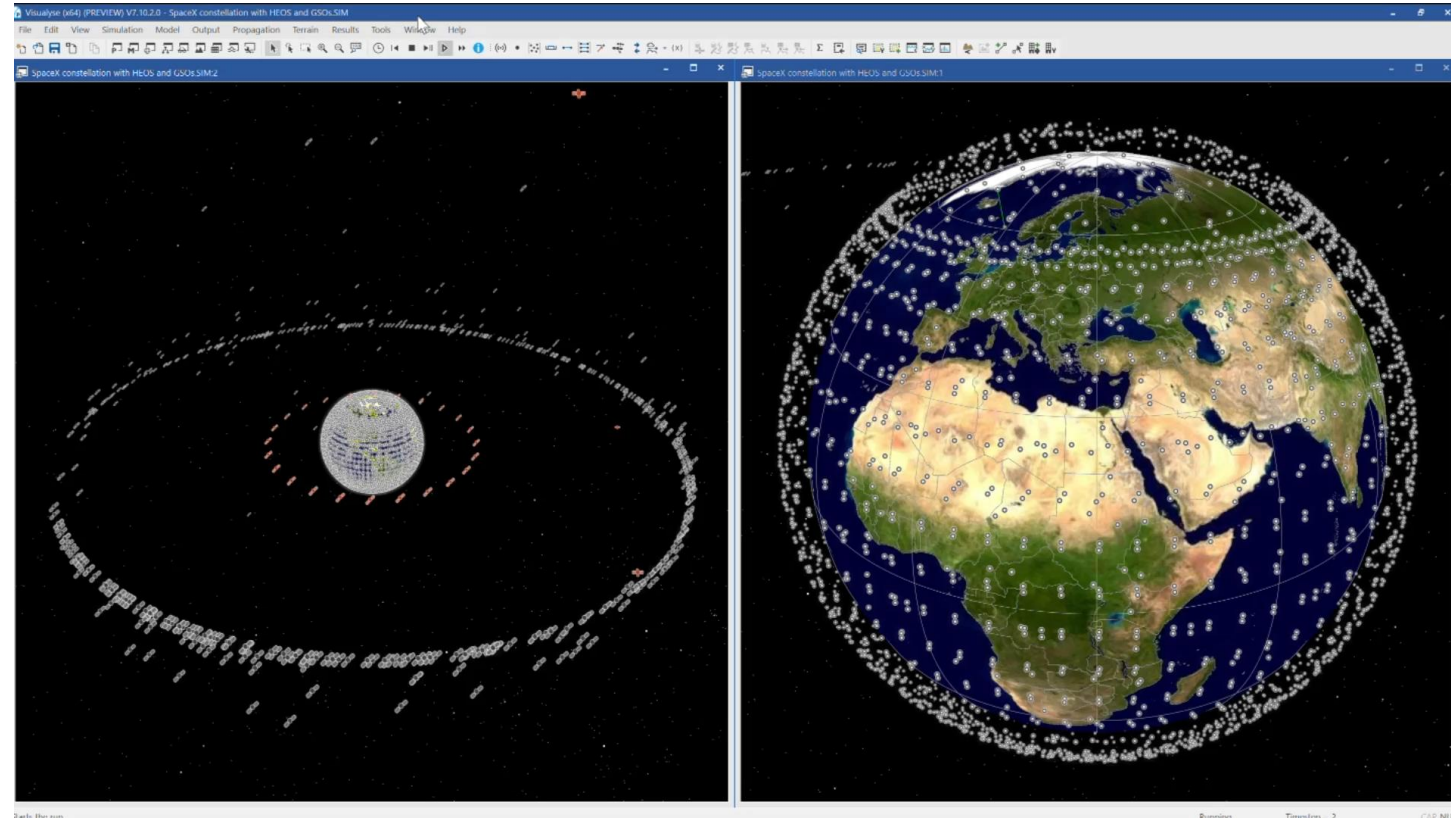 Visualyse (x64) (PREVIEW) V7.10.2.0 - SpaceX constellation with HEOS and GSOs.SIM
File Edit View Simulation Model Output Propagation Terrain Results Tools Window Help
SpaceX constellation with HEOS and GSOs.SIM:2
SpaceX constellation with HEOS and GSOs.SIM:1
Running Timestep = 2